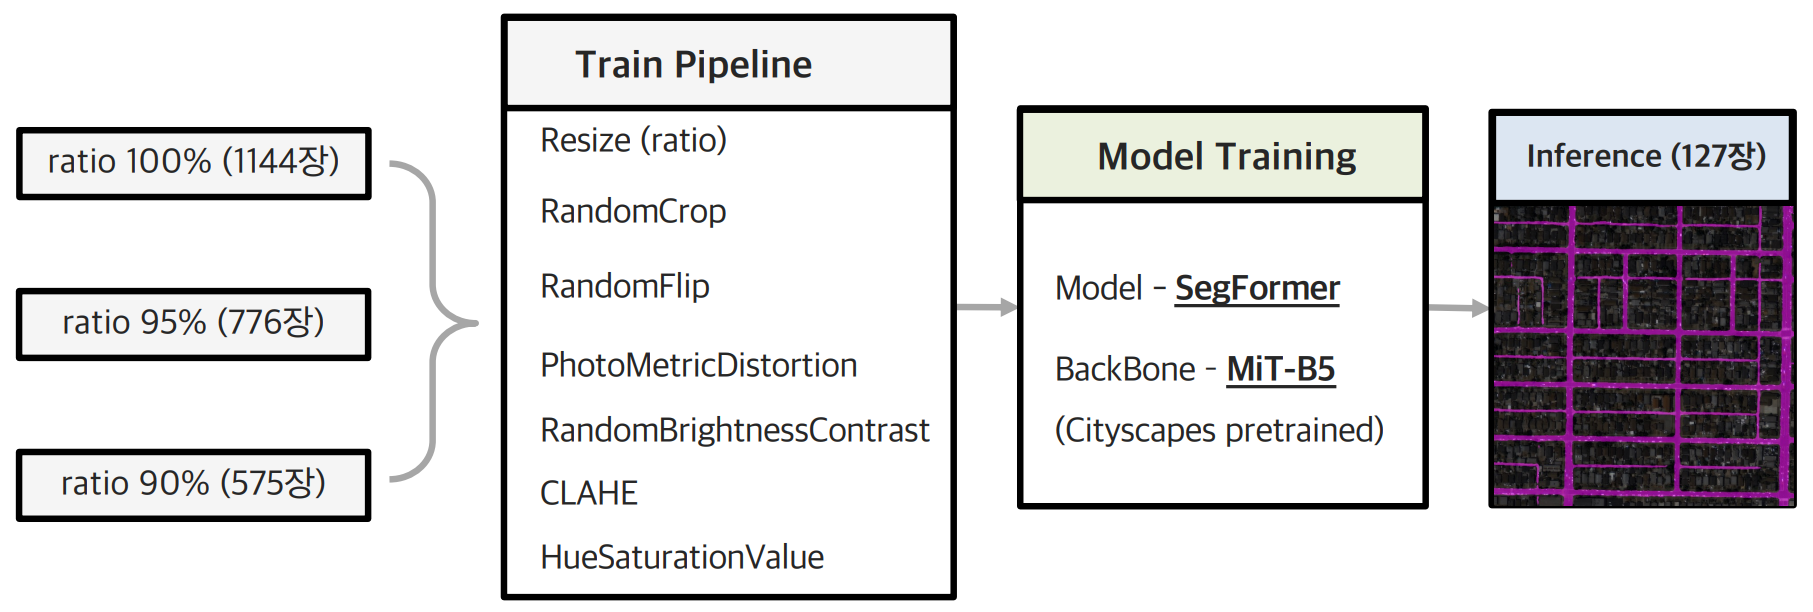 ratio 100% (1144장)
ratio 95% (776장)
ratio 90% (575장)
Train Pipeline
Resize (ratio)
RandomCrop
RandomFlip
PhotoMetricDistortion
RandomBrightnessContrast
CLAHE
HueSaturationValue
Model Training
Model - SegFormer
BackBone - MiT-B5
(Cityscapes pretrained)
Inference (127장)